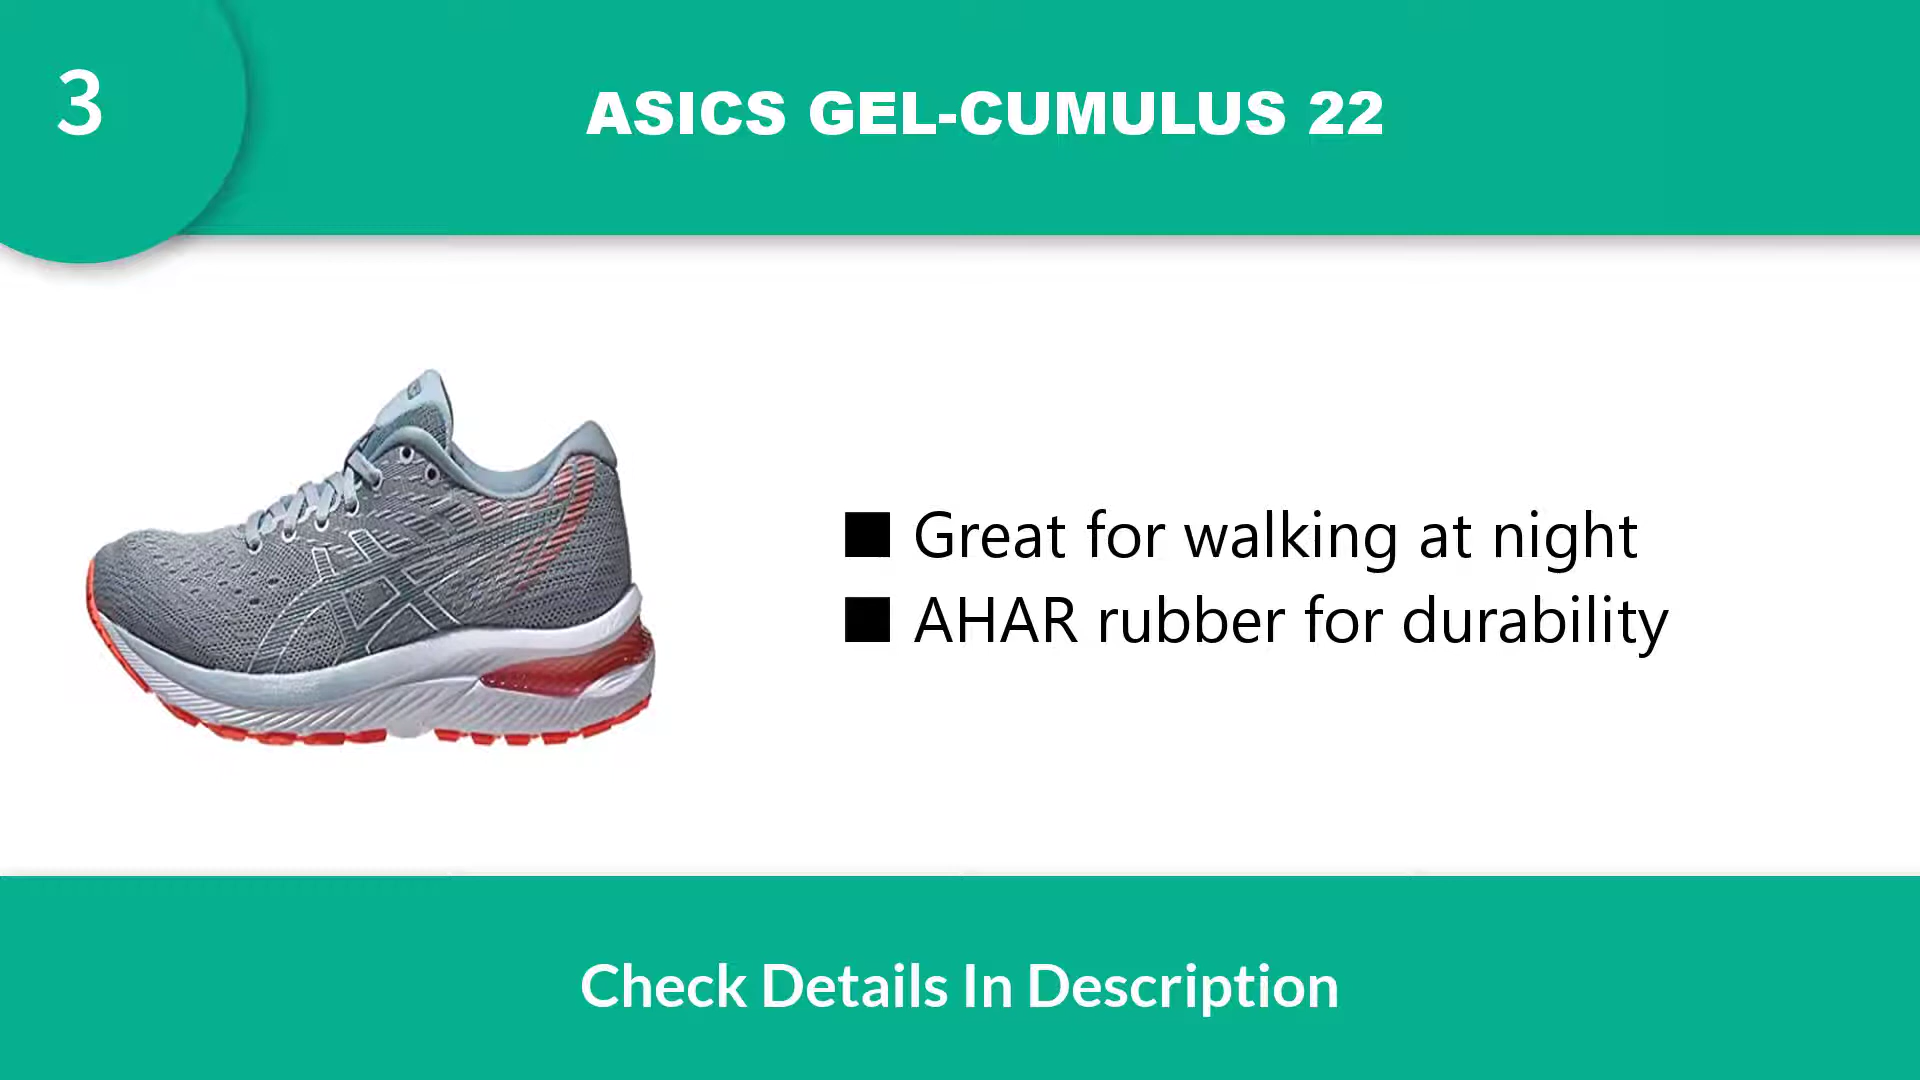 3
ASICS GEL-CUMULUS 22
■ Great for walking at night
■ AHAR rubber for durability
Check Details In Description